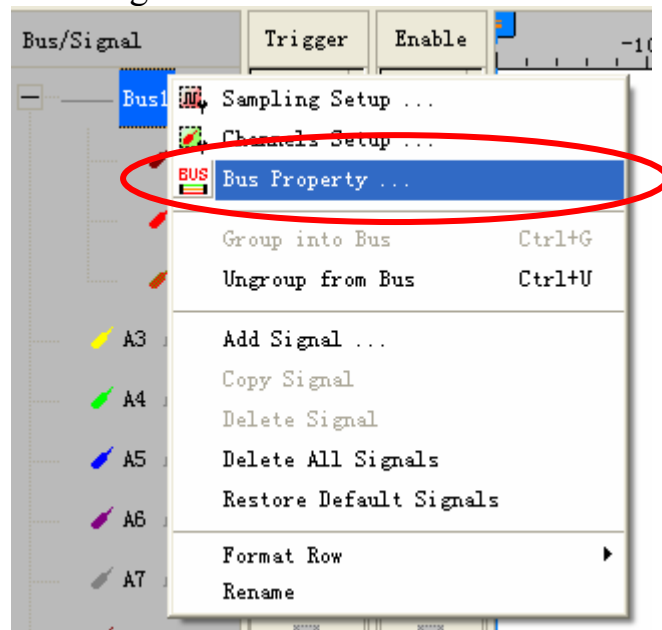 Bus/Signal Trigger Enable -10
Bus1
Sampling Setup ...
Channels Setup ...
BUS Bus Property ...
Group into Bus Ctrl+G
Ungroup from Bus Ctrl+U
A3 Add Signal ...
A4 Copy Signal
Delete Signal
A5 Delete All Signals
A6 Restore Default Signals
Format Row
A7 Rename